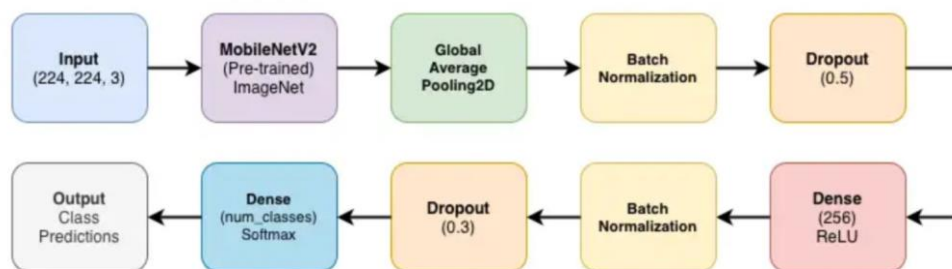 Input
(224, 224, 3)
MobileNetV2
(Pre-trained)
ImageNet
Global
Average
Pooling2D
Batch
Normalization
Dropout
(0.5)
Dense
(256)
ReLU
Batch
Normalization
Dropout
(0.3)
Dense
(num_classes)
Softmax
Output
Class
Predictions